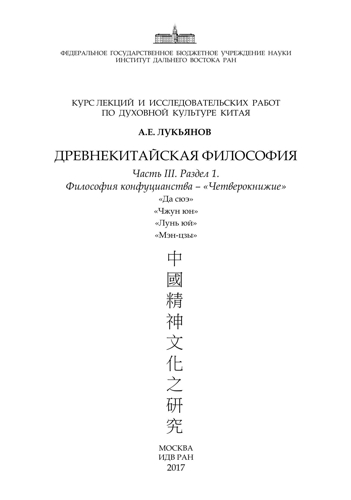 ФЕДЕРАЛЬНОЕ ГОСУДАРСТВЕННОЕ БЮДЖЕТНОЕ УЧРЕЖДЕНИЕ НАУКИ
ИНСТИТУТ ДАЛЬНЕГО ВОСТОКА РАН
КУРС ЛЕКЦИЙ И ИССЛЕДОВАТЕЛЬСКИХ РАБОТ
ПО ДУХОВНОЙ КУЛЬТУРЕ КИТАЯ
А.Е. ЛУКЬЯНОВ
ДРЕВНЕКИТАЙСКАЯ ФИЛОСОФИЯ
Часть III. Раздел 1.
Философия конфуцианства – «Четверокнижие»
«Да сюэ»
«Чжун юн»
«Лунь юй»
«Мэн-цзы»
中國精神文化之研究
МОСКВА
ИДВ РАН
2017